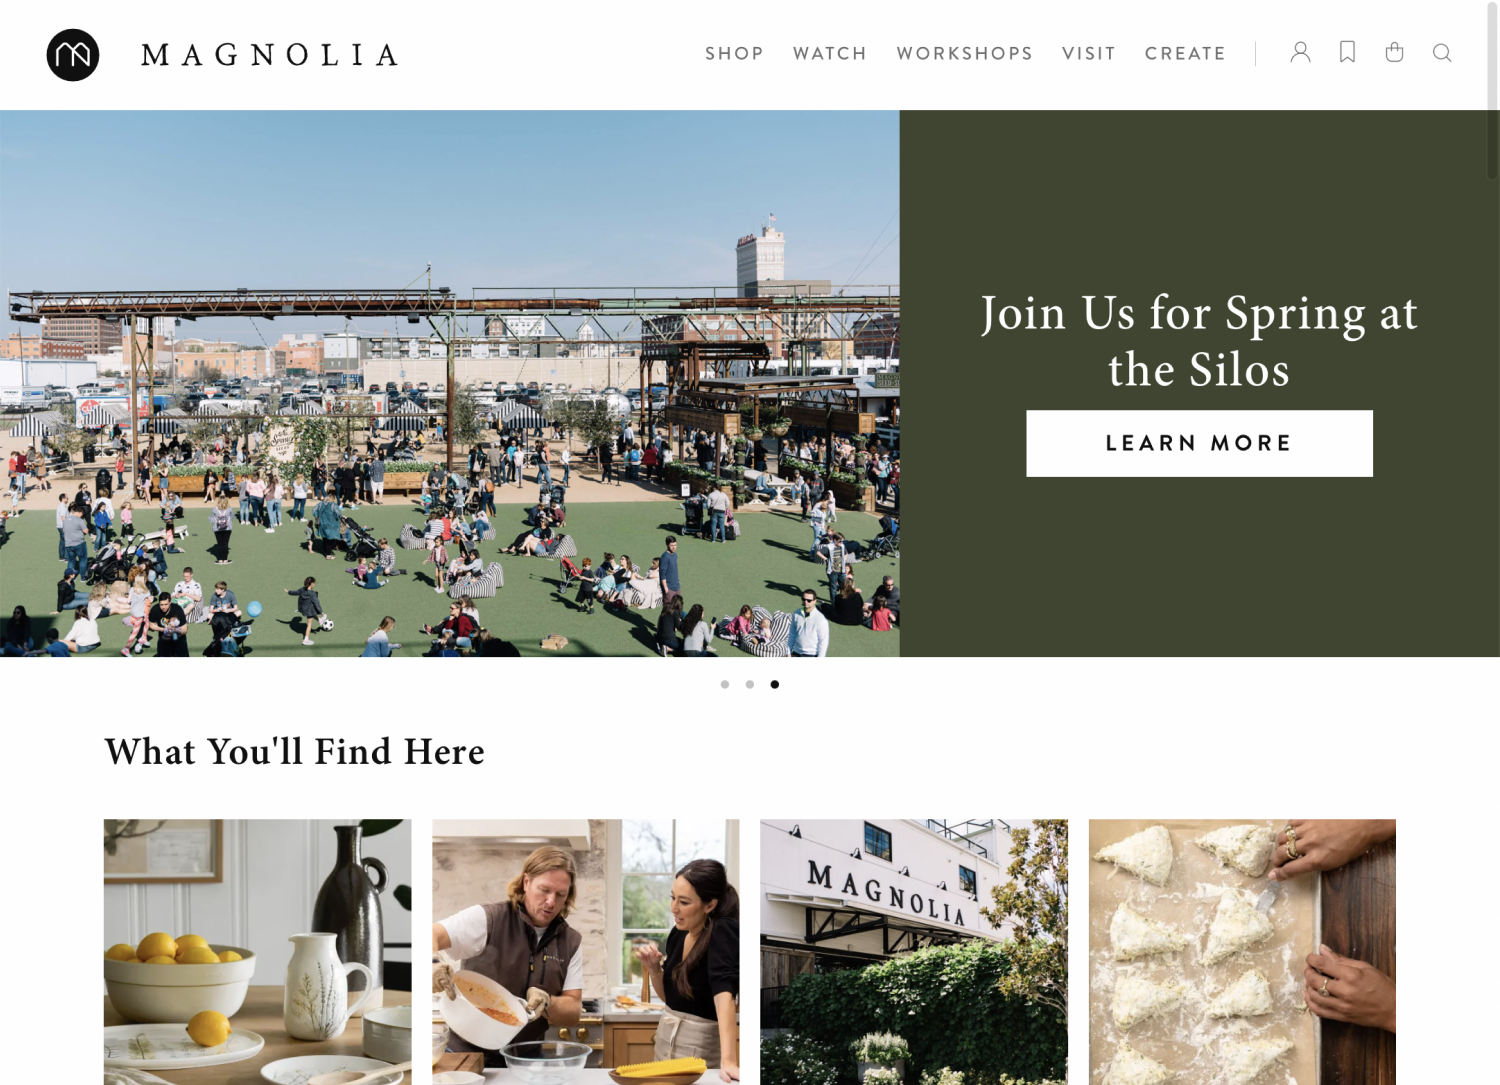 MAGNOLIA
SHOP
WATCH
WORKSHOPS
VISIT
CREATE
Join Us for Spring at
the Silos
LEARN MORE
What You'll Find Here
MAGNOLIA